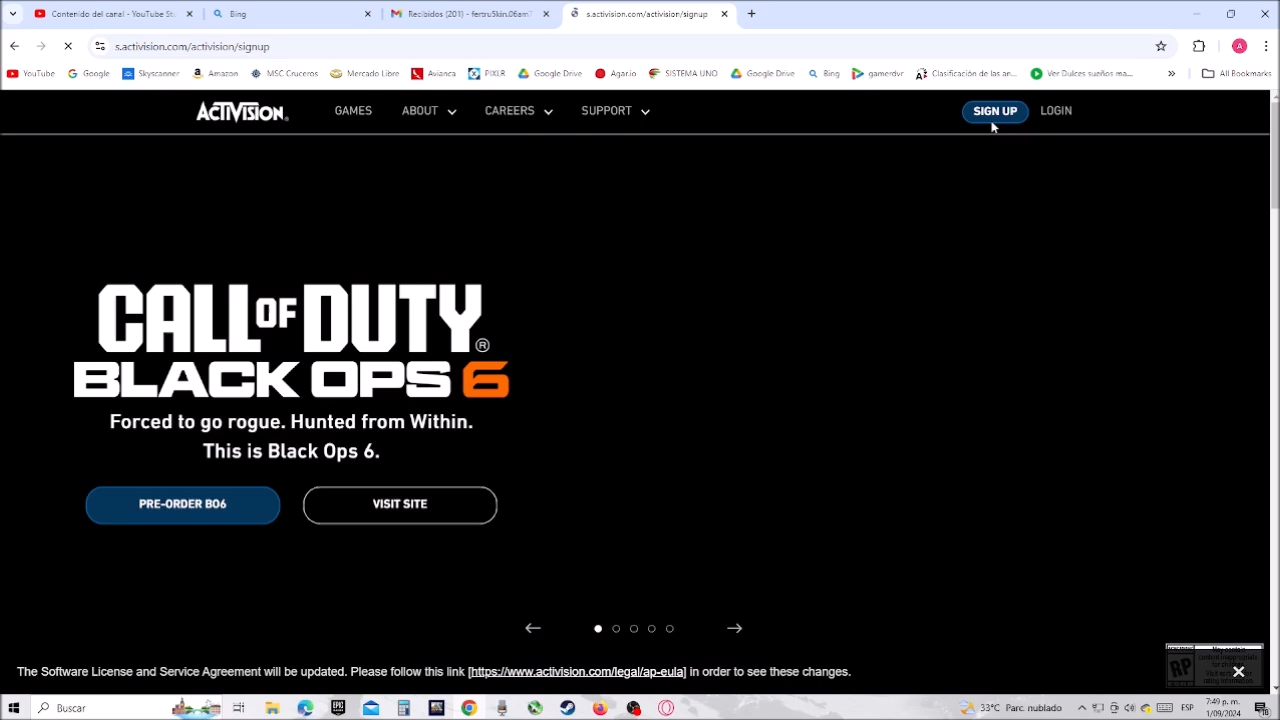 Contenido del canal - YouTube St
Bing
Recibidos (201) - fertru5kin.06am
s.activision.com/activision/signup
s.activision.com/activision/signup
A
YouTube
Google
Skyscanner
Amazon
MSC Cruceros
Mercado Libre
Avianca
PIXLR
Google Drive
Agar.io
SISTEMA UNO
Google Drive
Bing
gamerdvr
Clasificación de las an...
Ver Dulces sueños ma...
»
All Bookmarks
ACTIVISION
GAMES
ABOUT
CAREERS
SUPPORT
SIGN UP
LOGIN
CALL OF DUTY®
BLACK OPS 6
Forced to go rogue. Hunted from Within.
This is Black Ops 6.
PRE-ORDER BO6
VISIT SITE
RP
The Software License and Service Agreement will be updated. Please follow this link [https://www.activision.com/legal/ap-eula] in order to see these changes.
Buscar
EPIC
33°C Parc. nublado
ESP
7:49 p. m.
1/09/2024